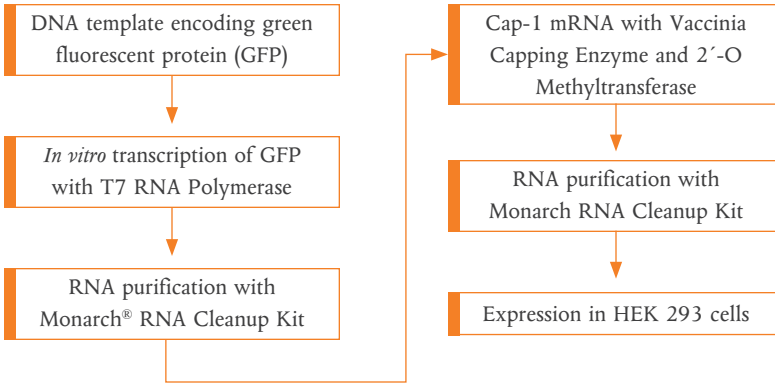 DNA template encoding green
fluorescent protein (GFP)
In vitro transcription of GFP
with T7 RNA Polymerase
RNA purification with
Monarch® RNA Cleanup Kit
Cap-1 mRNA with Vaccinia
Capping Enzyme and 2´-O
Methyltransferase
RNA purification with
Monarch RNA Cleanup Kit
Expression in HEK 293 cells